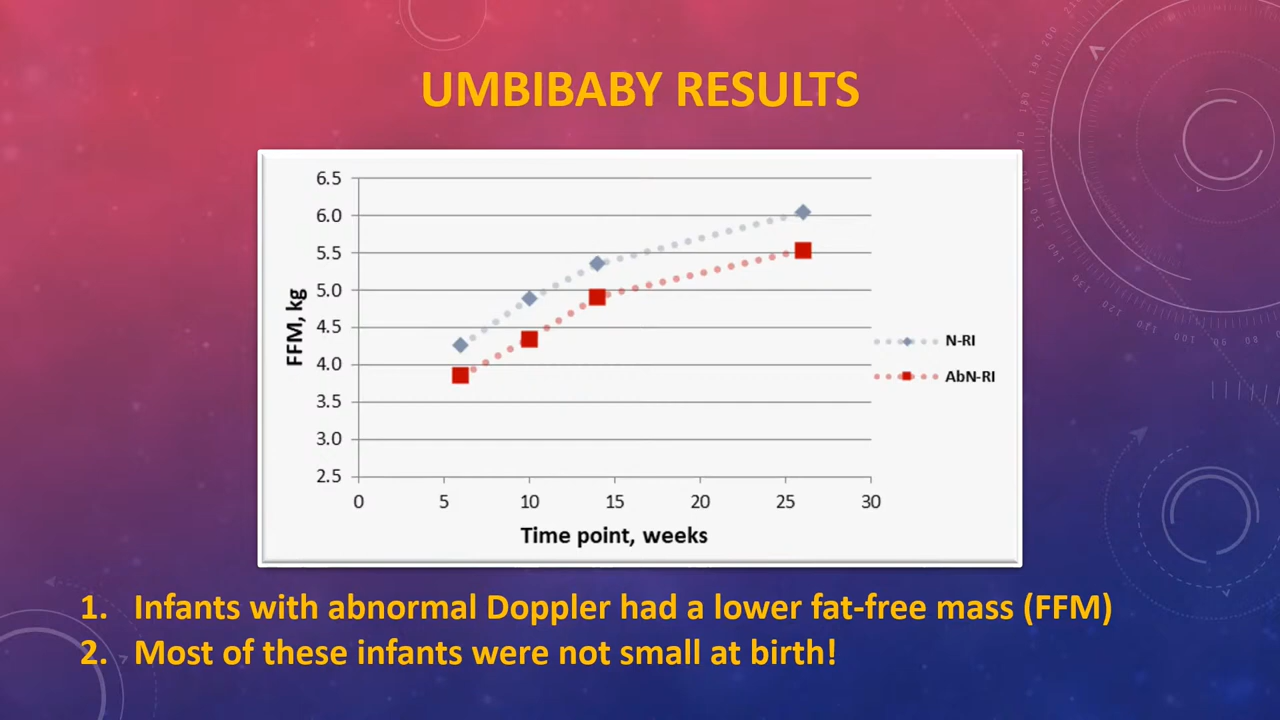 UMBIBABY RESULTS
6.5
6.0
5.5
5.0
4.5
4.0
3.5
3.0
2.5
FFM, kg
0 5 10 15 20 25 30
Time point, weeks
N-RI
AbN-RI
1. Infants with abnormal Doppler had a lower fat-free mass (FFM)
2. Most of these infants were not small at birth!